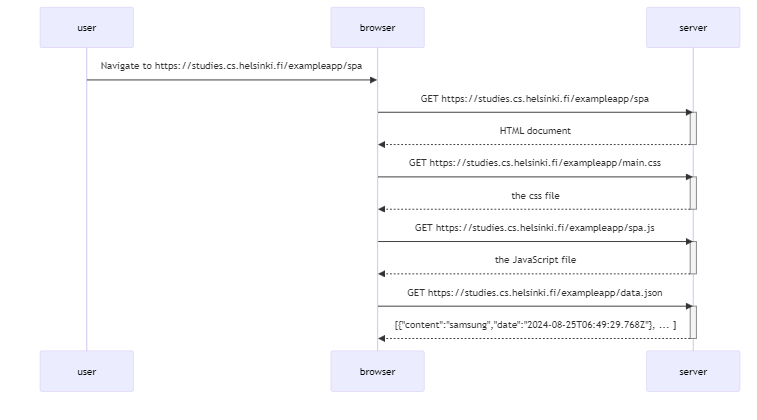 user browser server
Navigate to https://studies.cs.helsinki.fi/exampleapp/spa
GET https://studies.cs.helsinki.fi/exampleapp/spa
HTML document
GET https://studies.cs.helsinki.fi/exampleapp/main.css
the css file
GET https://studies.cs.helsinki.fi/exampleapp/spa.js
the JavaScript file
GET https://studies.cs.helsinki.fi/exampleapp/data.json
[{"content":"samsung","date":"2024-08-25T06:49:29.768Z"}, ... ]
user browser server